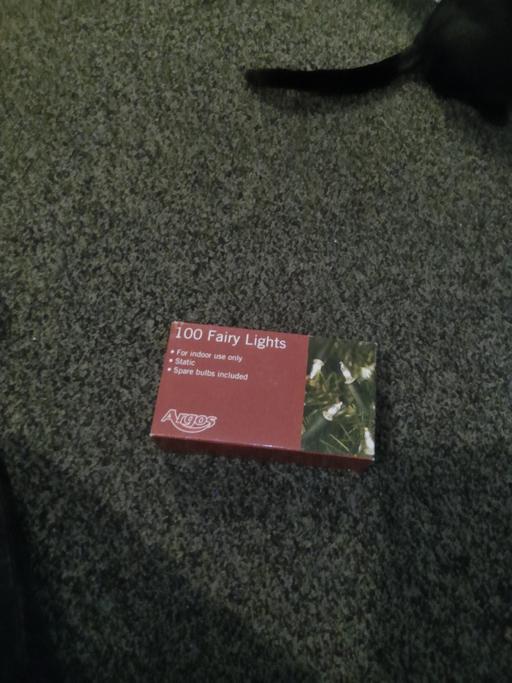 100 Fairy Lights
• For indoor use only
• Static
• Spare bulbs included
Argos